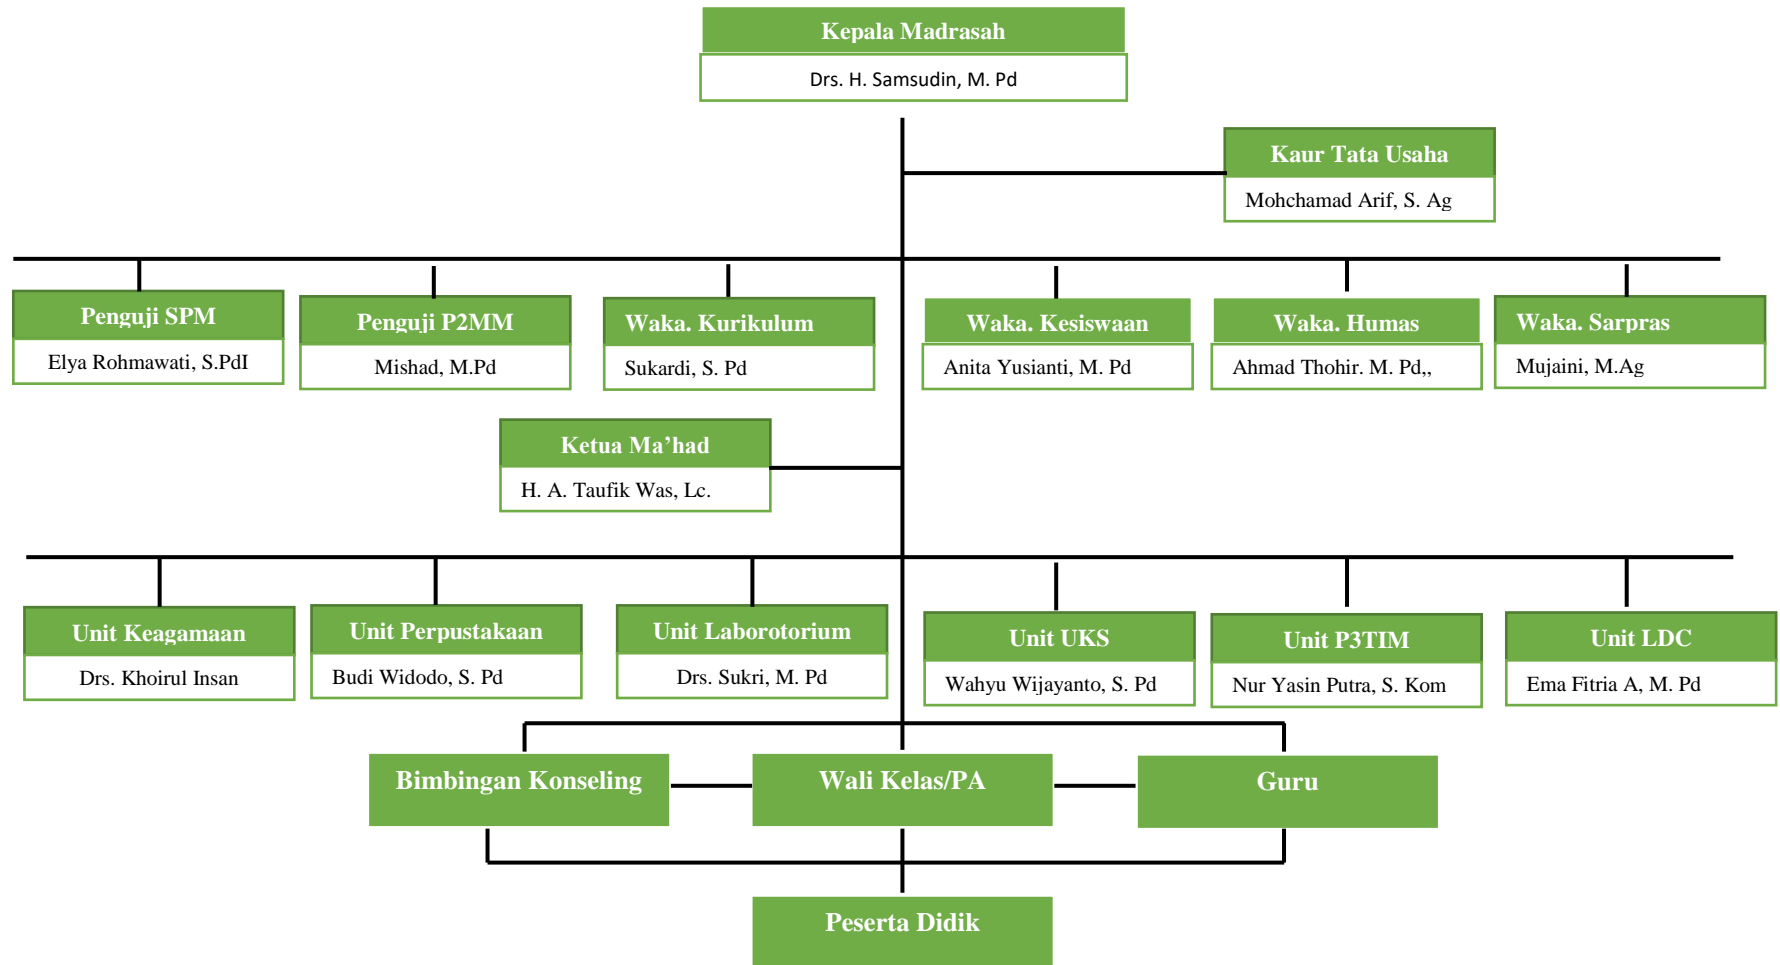 Kepala Madrasah
Drs. H. Samsudin, M. Pd
Kaur Tata Usaha
Mohchamad Arif, S. Ag
Penguji SPM
Elya Rohmawati, S.PdI
Penguji P2MM
Mishad, M.Pd
Waka. Kurikulum
Sukardi, S. Pd
Waka. Kesiswaan
Anita Yusianti, M. Pd
Waka. Humas
Ahmad Thohir. M. Pd,,
Waka. Sarpras
Mujaini, M.Ag
Ketua Ma’had
H. A. Taufik Was, Lc.
Unit Keagamaan
Drs. Khoirul Insan
Unit Perpustakaan
Budi Widodo, S. Pd
Unit Laborotorium
Drs. Sukri, M. Pd
Unit UKS
Wahyu Wijayanto, S. Pd
Unit P3TIM
Nur Yasin Putra, S. Kom
Unit LDC
Ema Fitria A, M. Pd
Bimbingan Konseling
Wali Kelas/PA
Guru
Peserta Didik